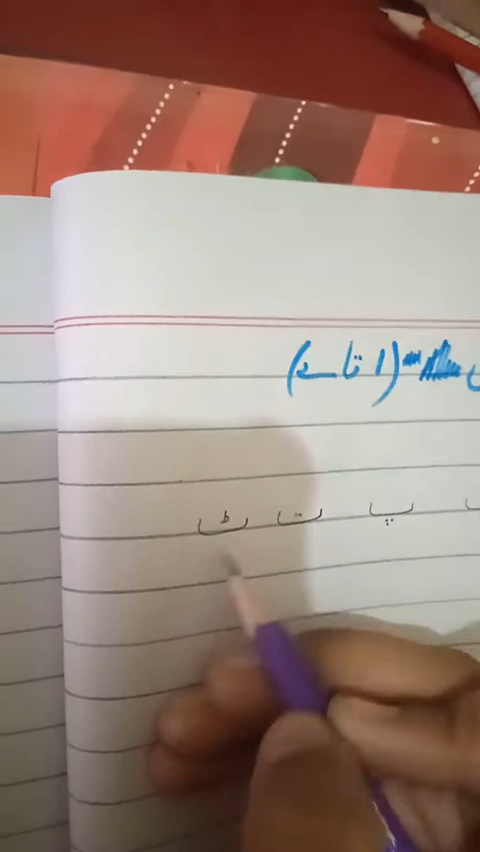 (ا تا ے)
پ ت ٹ